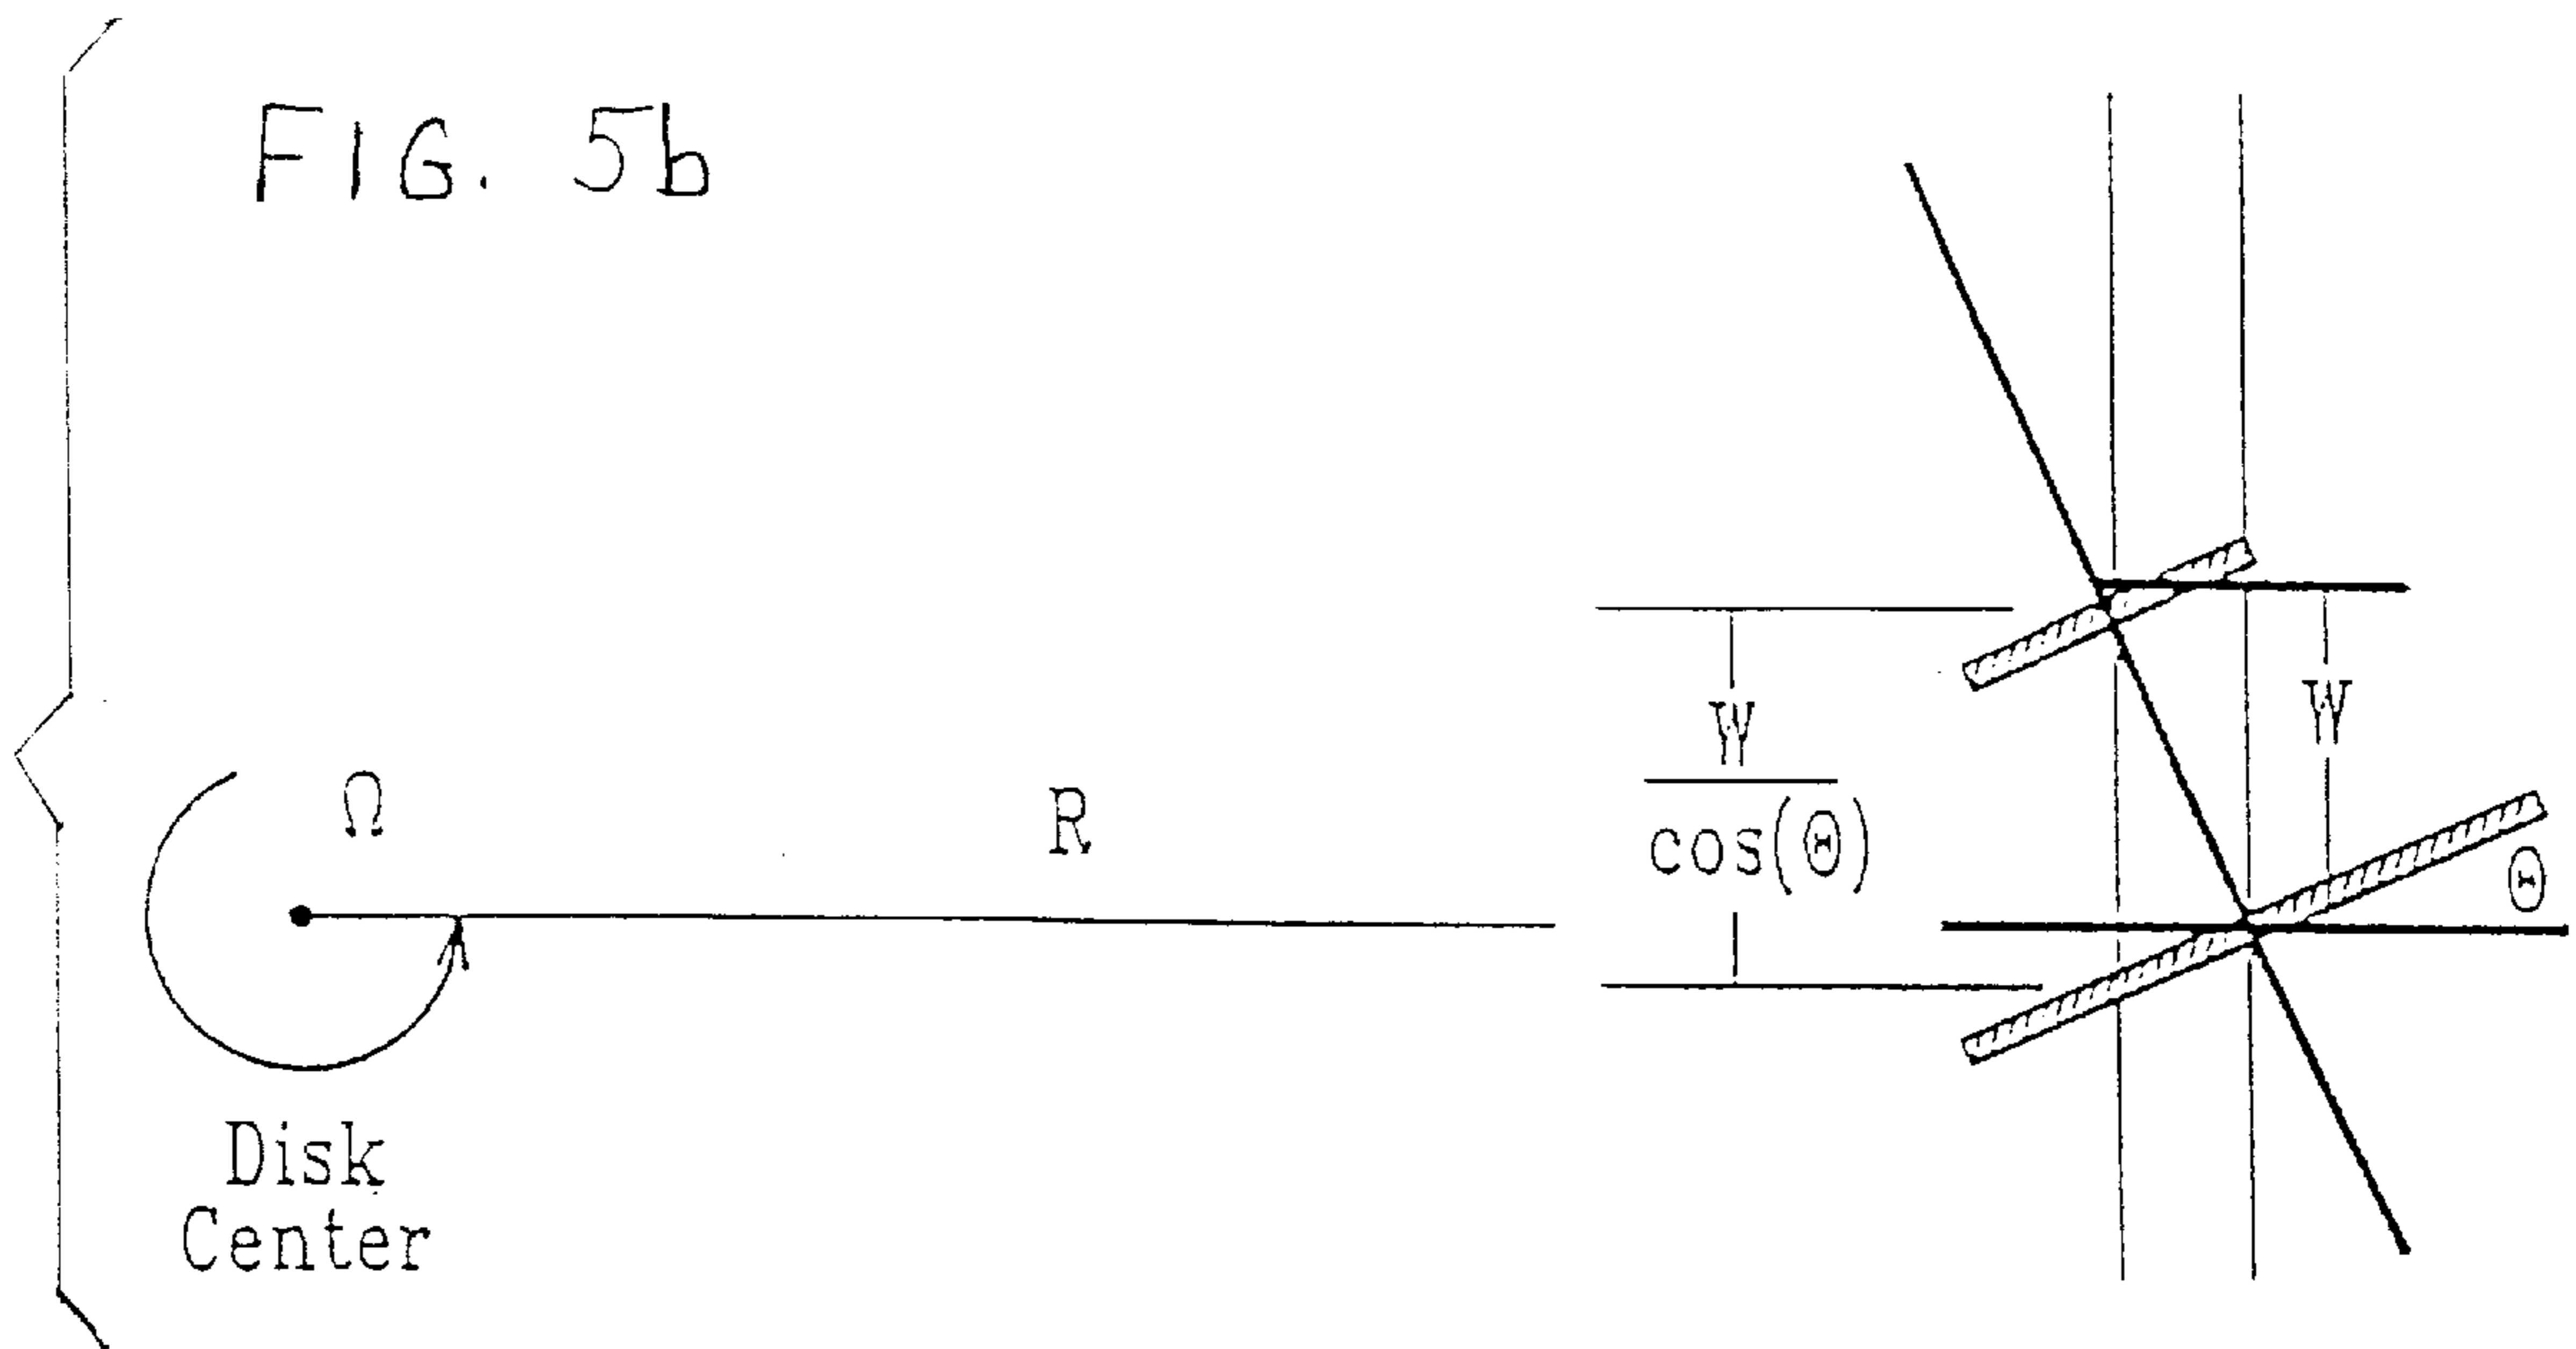 FIG. 5b
Ω
R
W
cos(Θ)
W
Θ
Disk
Center